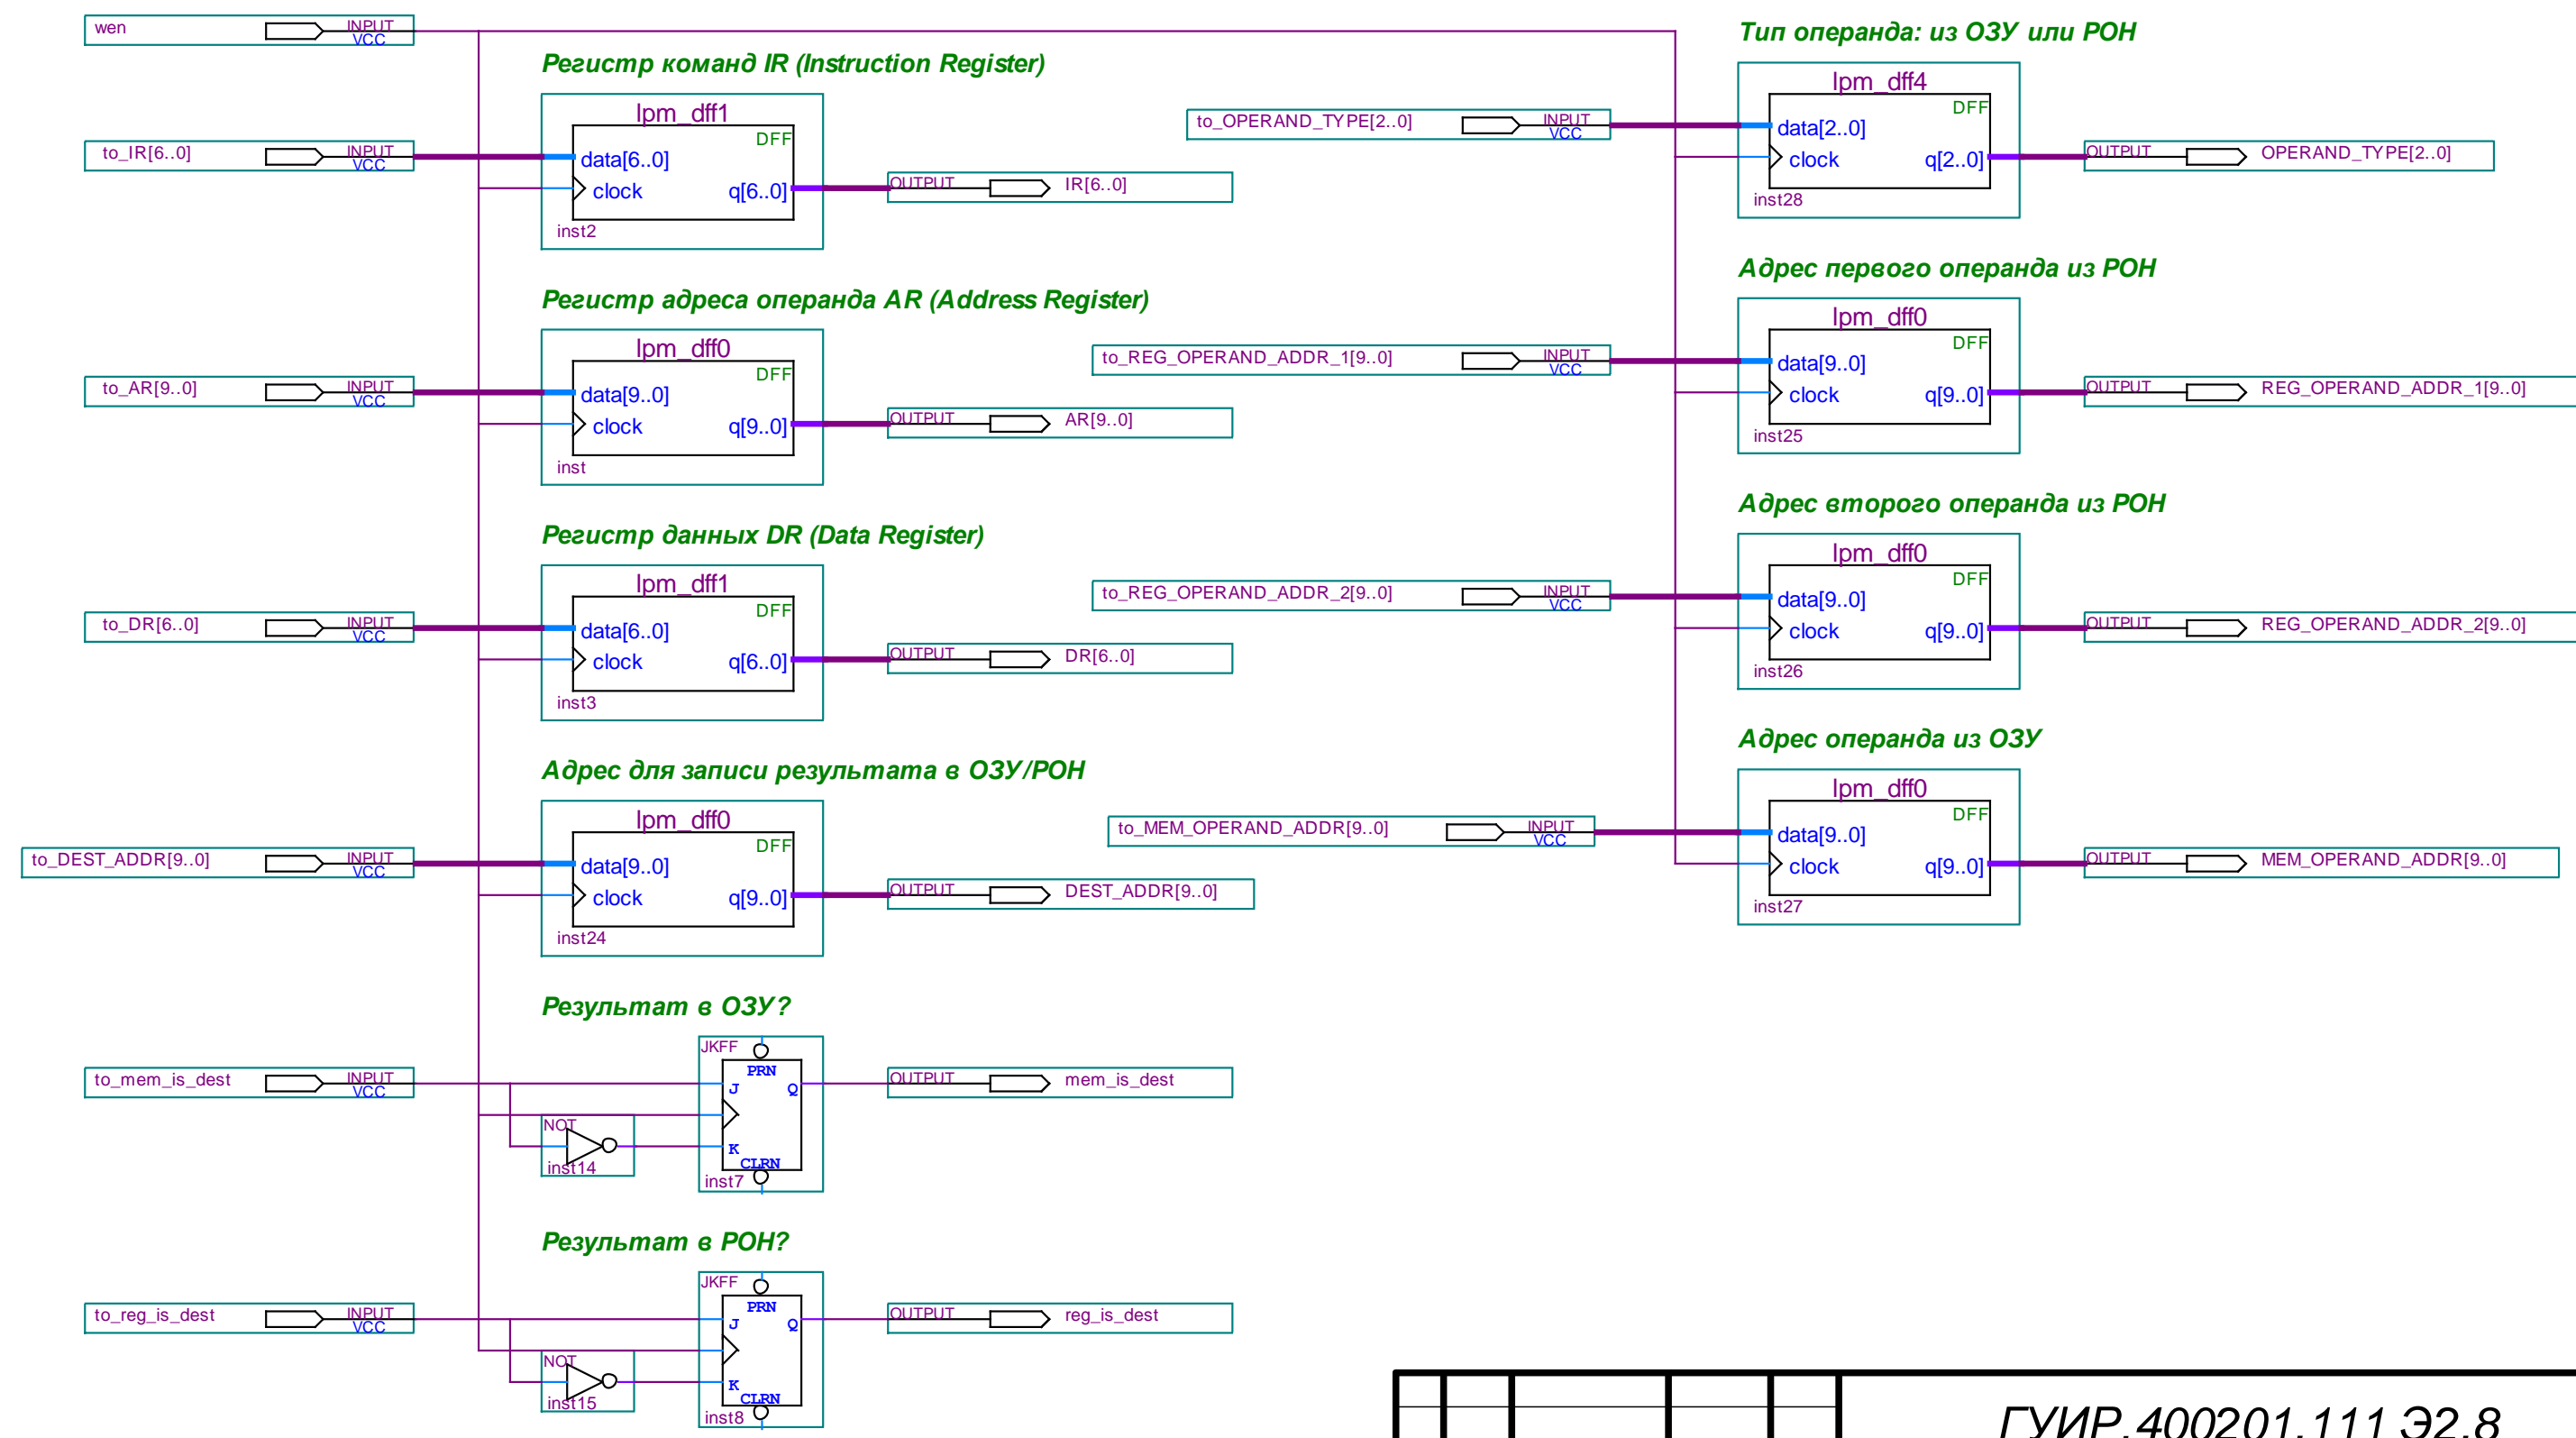 wen
INPUT
VCC
Регистр команд IR (Instruction Register)
lpm_dff1
DFF
to_IR[6..0]
INPUT
VCC
data[6..0]
clock
q[6..0]
OUTPUT
IR[6..0]
inst2
Регистр адреса операнда AR (Address Register)
lpm_dff0
DFF
to_AR[9..0]
INPUT
VCC
data[9..0]
clock
q[9..0]
OUTPUT
AR[9..0]
inst
Регистр данных DR (Data Register)
lpm_dff1
DFF
to_DR[6..0]
INPUT
VCC
data[6..0]
clock
q[6..0]
OUTPUT
DR[6..0]
inst3
Адрес для записи результата в ОЗУ/РОН
lpm_dff0
DFF
to_DEST_ADDR[9..0]
INPUT
VCC
data[9..0]
clock
q[9..0]
OUTPUT
DEST_ADDR[9..0]
inst24
Результат в ОЗУ?
JKFF
PRN
to_mem_is_dest
INPUT
VCC
J
Q
OUTPUT
mem_is_dest
NOT
K
CLRN
inst14
inst7
Результат в РОН?
JKFF
PRN
to_reg_is_dest
INPUT
VCC
J
Q
OUTPUT
reg_is_dest
NOT
K
CLRN
inst15
inst8
Тип операнда: из ОЗУ или РОН
lpm_dff4
DFF
to_OPERAND_TYPE[2..0]
INPUT
VCC
data[2..0]
clock
q[2..0]
OUTPUT
OPERAND_TYPE[2..0]
inst28
Адрес первого операнда из РОН
lpm_dff0
DFF
to_REG_OPERAND_ADDR_1[9..0]
INPUT
VCC
data[9..0]
clock
q[9..0]
OUTPUT
REG_OPERAND_ADDR_1[9..0]
inst25
Адрес второго операнда из РОН
lpm_dff0
DFF
to_REG_OPERAND_ADDR_2[9..0]
INPUT
VCC
data[9..0]
clock
q[9..0]
OUTPUT
REG_OPERAND_ADDR_2[9..0]
inst26
Адрес операнда из ОЗУ
lpm_dff0
DFF
to_MEM_OPERAND_ADDR[9..0]
INPUT
VCC
data[9..0]
clock
q[9..0]
OUTPUT
MEM_OPERAND_ADDR[9..0]
inst27
ГУИР.400201.111 Э2.8